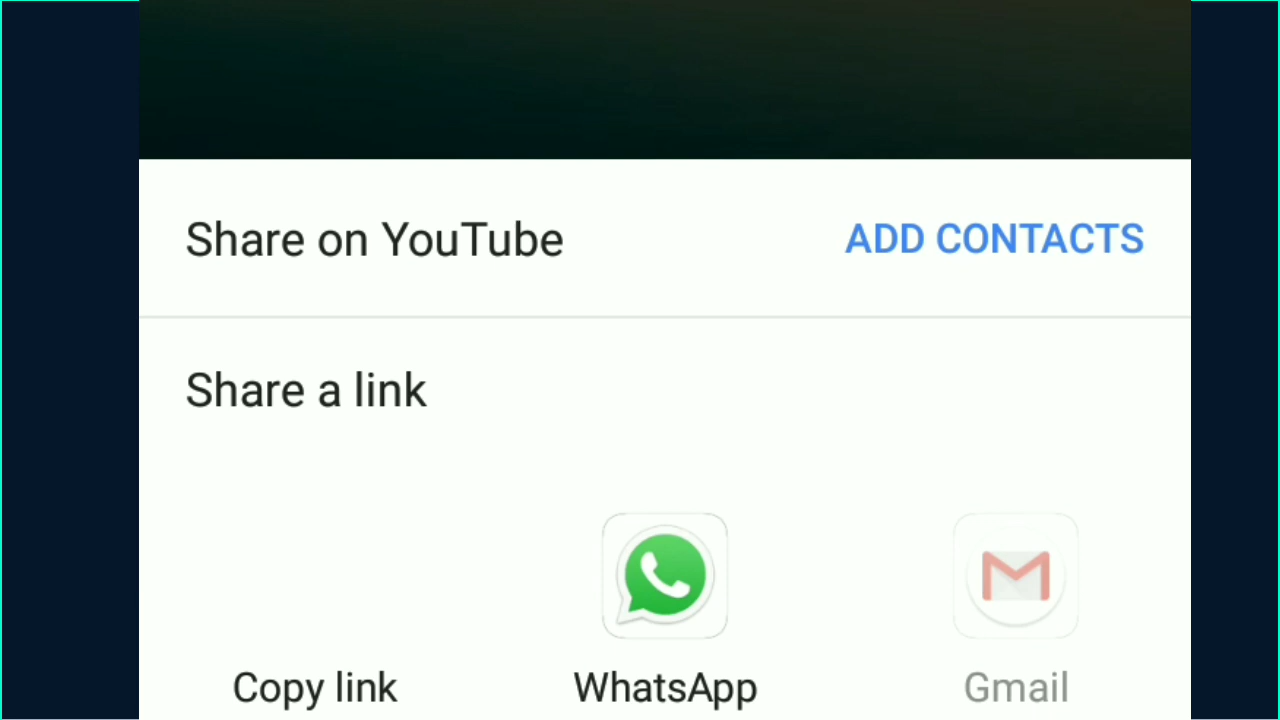 Share on YouTube ADD CONTACTS
Share a link
Copy link WhatsApp Gmail